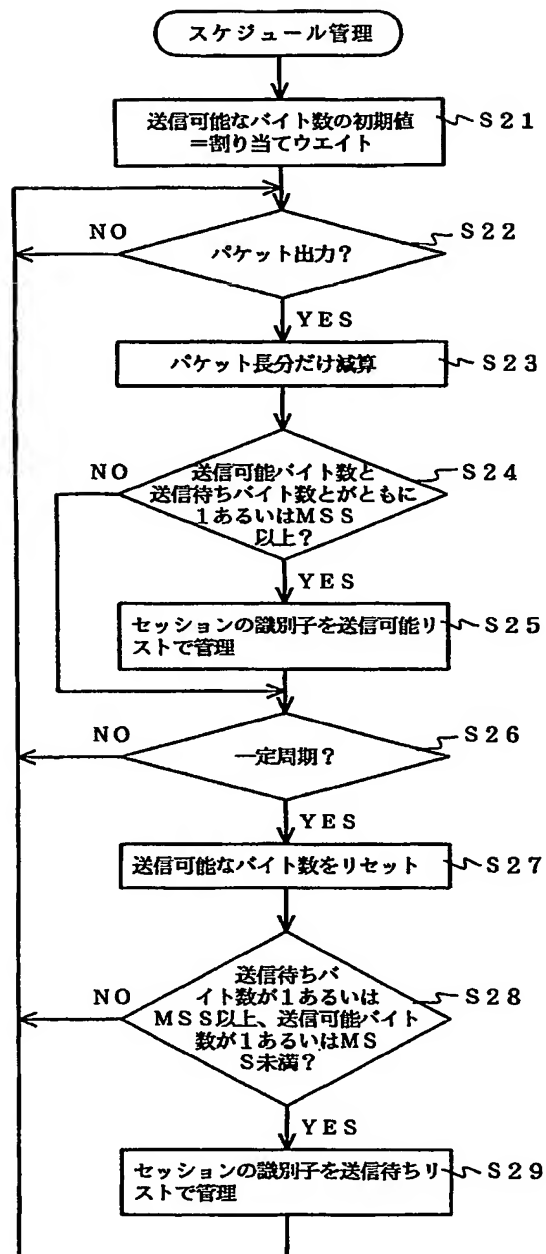 スケジュール管理
送信可能なバイト数の初期値
=割り当てウエイト
S21
NO
パケット出力?
S22
YES
パケット長分だけ減算
S23
NO
送信可能バイト数と
送信待ちバイト数とがともに
1あるいはMSS
以上?
S24
YES
セッションの識別子を送信可能リ
ストで管理
S25
NO
一定周期?
S26
YES
送信可能なバイト数をリセット
S27
NO
送信待ちバ
イト数が1あるいは
MSS以上、送信可能バイト
数が1あるいはMS
S未満?
S28
YES
セッションの識別子を送信待ちリ
ストで管理
S29